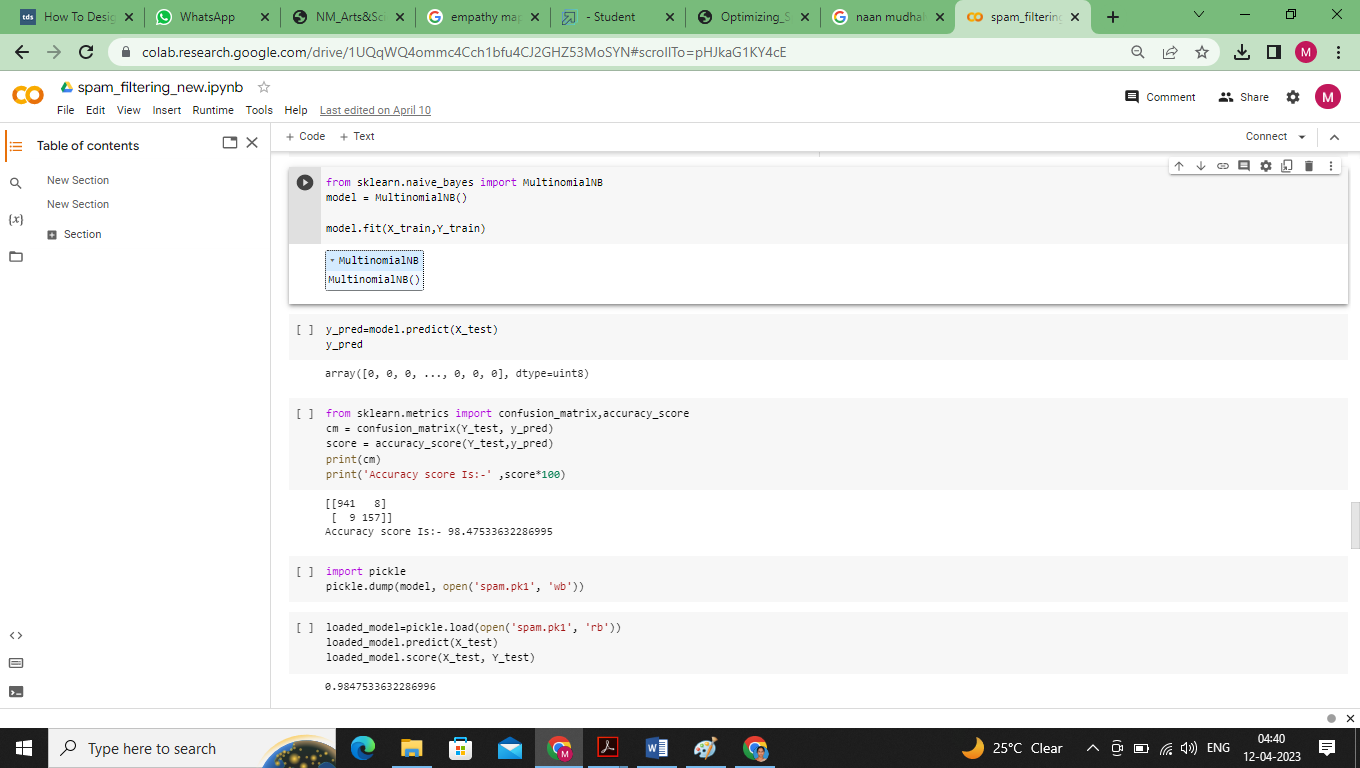 How To Desig
WhatsApp
NM_Arts&Sci
empathy map
- Student
Optimizing_S
naan mudhal
spam_filtering
colab.research.google.com/drive/1UQqWQ4ommc4Cch1bfu4CJ2GHZ53MoSYN#scrollTo=pHJkaG1KY4cE
M
spam_filtering_new.ipynb
File Edit View Insert Runtime Tools Help Last edited on April 10
Comment Share M
Table of contents
+ Code + Text
Connect
New Section
New Section
Section
{x}
from sklearn.naive_bayes import MultinomialNB
model = MultinomialNB()
model.fit(X_train,Y_train)
MultinomialNB
MultinomialNB()
[ ] y_pred=model.predict(X_test)
y_pred
array([0, 0, 0, ..., 0, 0, 0], dtype=uint8)
[ ] from sklearn.metrics import confusion_matrix,accuracy_score
cm = confusion_matrix(Y_test, y_pred)
score = accuracy_score(Y_test,y_pred)
print(cm)
print('Accuracy score Is:-' ,score*100)
[[941   8]
[  9 157]]
Accuracy score Is:- 98.47533632286995
[ ] import pickle
pickle.dump(model, open('spam.pk1', 'wb'))
[ ] loaded_model=pickle.load(open('spam.pk1', 'rb'))
loaded_model.predict(X_test)
loaded_model.score(X_test, Y_test)
0.9847533632286996
Type here to search
25°C Clear
ENG
04:40
12-04-2023